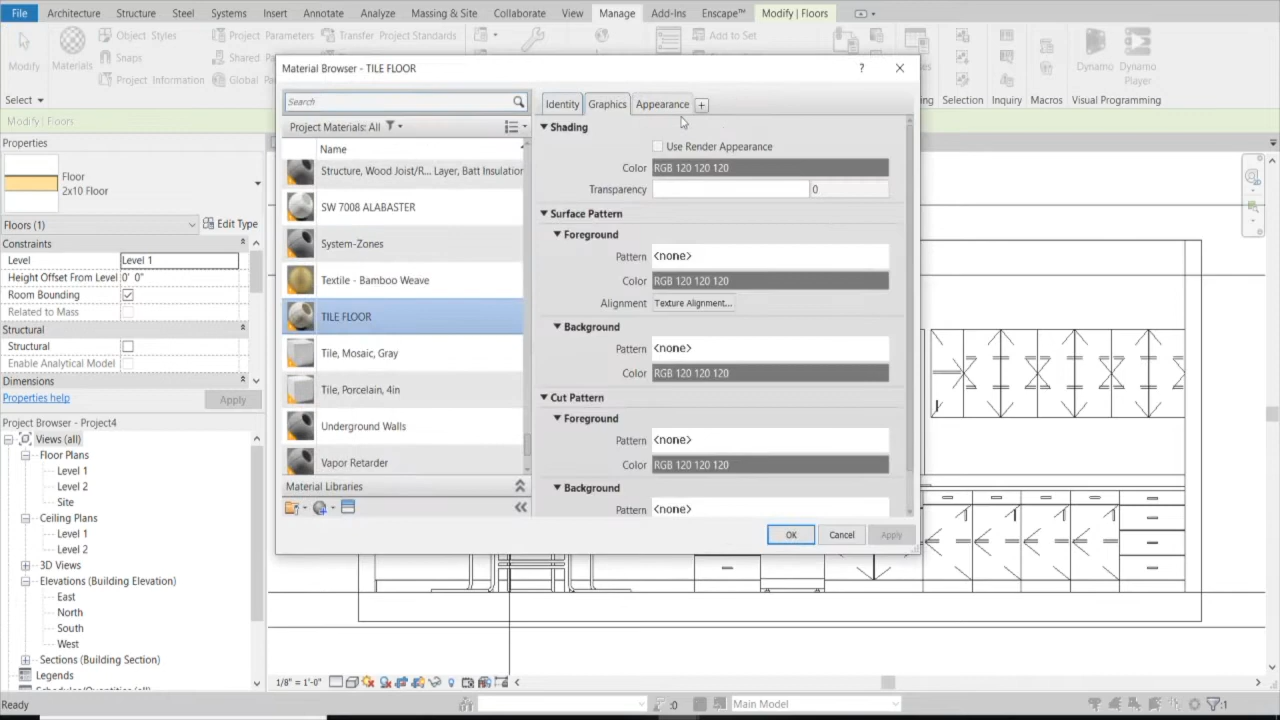 File Architecture Structure Steel Systems Insert Annotate Analyze Massing & Site Collaborate View Manage Add-Ins Enscape™ Modify | Floors
Object Styles Project Parameters Transfer Project Standards Add to Set
Modify Materials Snaps Shared Dynamo Dynamo
Project Information Global Player
Select Selection Inquiry Macros Visual Programming
Modify | Floors
Material Browser - TILE FLOOR ?
Properties
Floor
2x10 Floor
Floors (1) Edit Type
Constraints
Level Level 1
Height Offset From Level 0' 0"
Room Bounding
Related to Mass
Structural
Structural
Enable Analytical Model
Dimensions
Properties help Apply
Project Browser - Project4
Views (all)
Floor Plans
Level 1
Level 2
Site
Ceiling Plans
Level 1
Level 2
3D Views
Elevations (Building Elevation)
East
North
South
West
Sections (Building Section)
Legends
Schedules/Quantities (all)
Search
Project Materials: All
Name
Structure, Wood Joist/R... Layer, Batt Insulation
SW 7008 ALABASTER
System-Zones
Textile - Bamboo Weave
TILE FLOOR
Tile, Mosaic, Gray
Tile, Porcelain, 4in
Underground Walls
Vapor Retarder
Material Libraries
Identity Graphics Appearance +
Shading
Use Render Appearance
Color RGB 120 120 120
Transparency 0
Surface Pattern
Foreground
Pattern <none>
Color RGB 120 120 120
Alignment Texture Alignment...
Background
Pattern <none>
Color RGB 120 120 120
Cut Pattern
Foreground
Pattern <none>
Color RGB 120 120 120
Background
Pattern <none>
OK Cancel Apply
1/8" = 1'-0"
Ready :0 Main Model :1